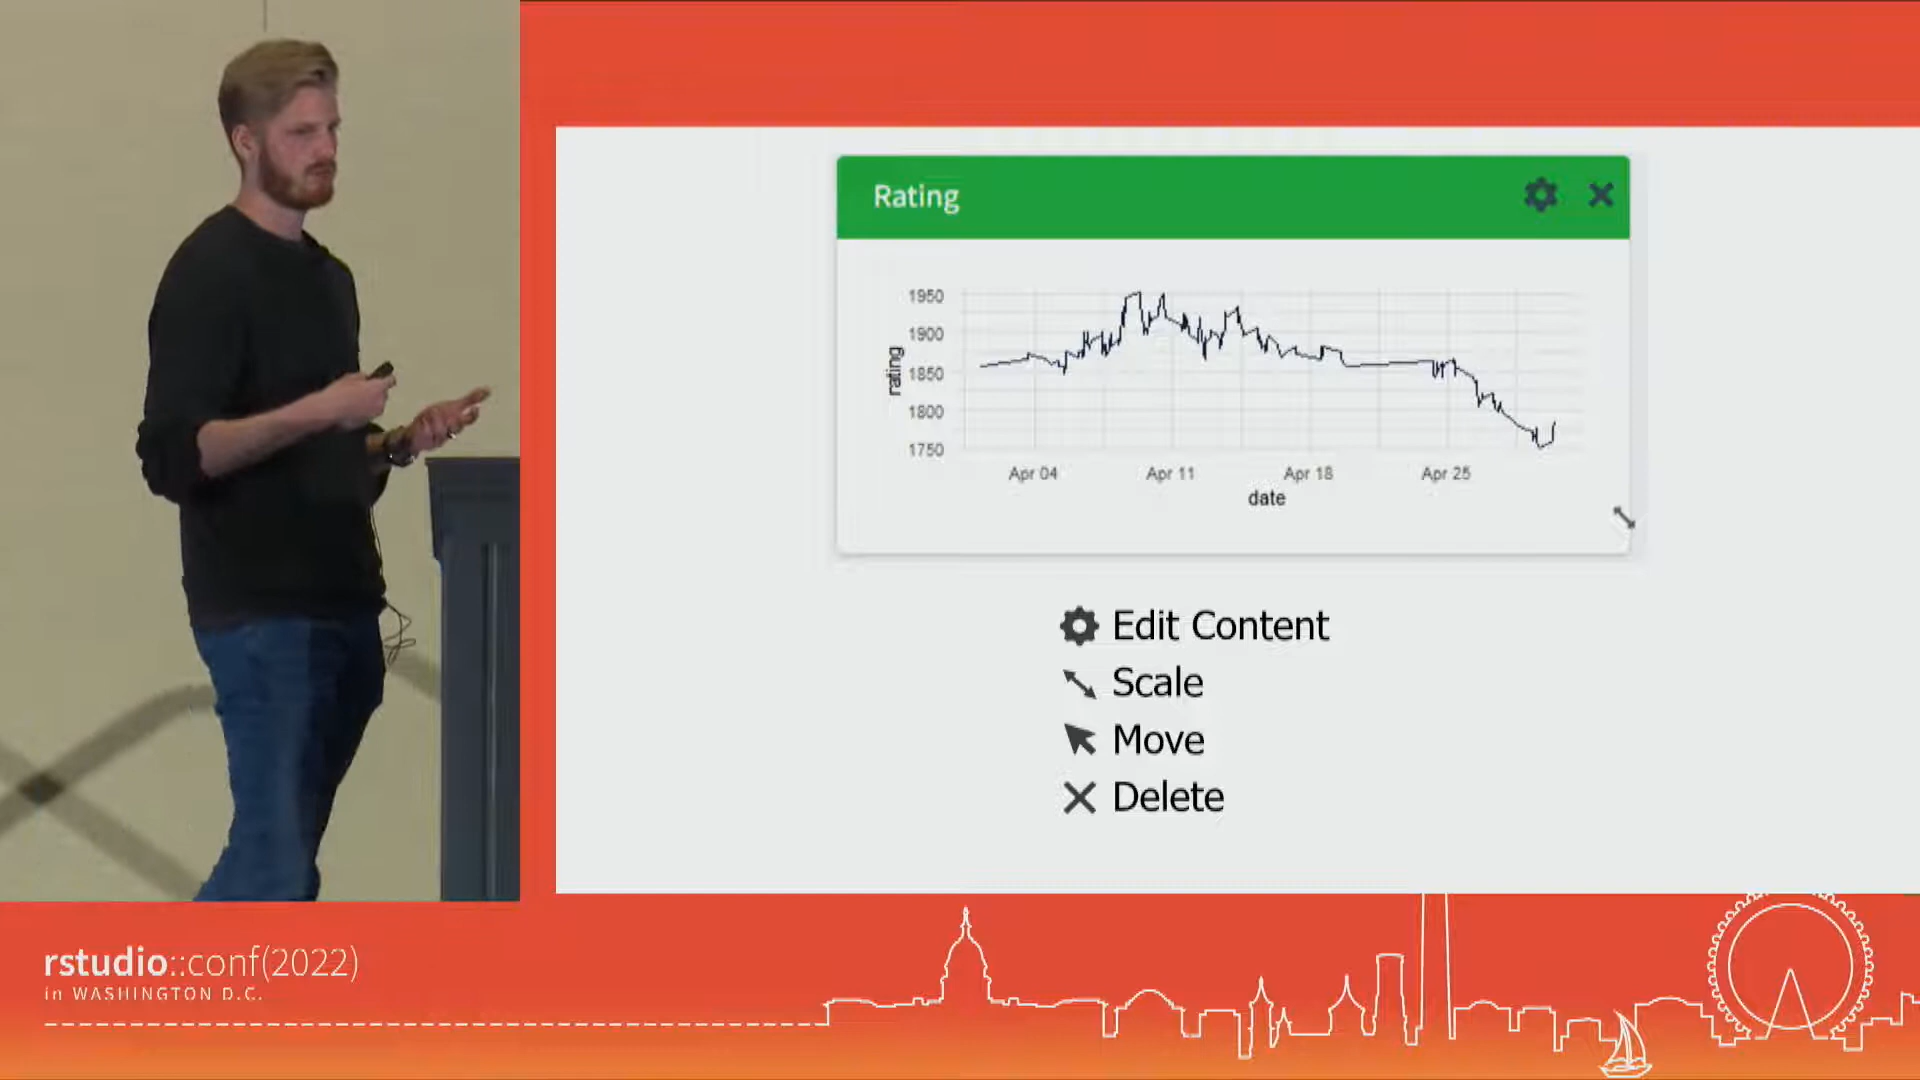 Rating
1950
1900
1850
1800
1750
rating
Apr 04 Apr 11 Apr 18 Apr 25
date
Edit Content
Scale
Move
Delete
rstudio::conf(2022)
in WASHINGTON D.C.